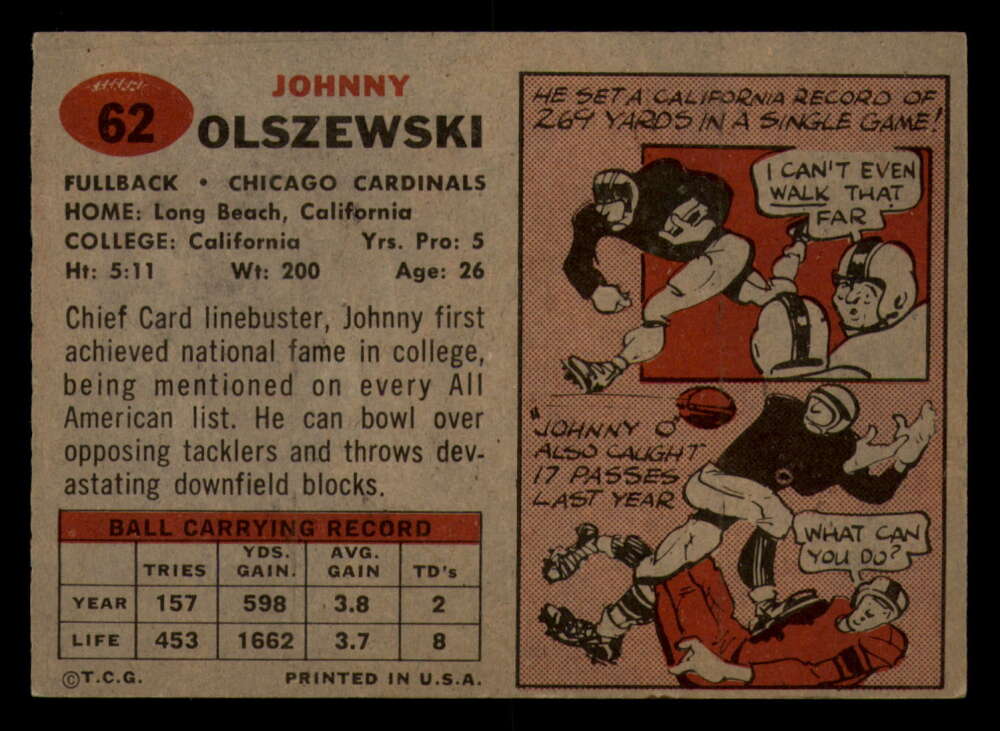 62
JOHNNY
OLSZEWSKI
FULLBACK • CHICAGO CARDINALS
HOME: Long Beach, California
COLLEGE: California Yrs. Pro: 5
Ht: 5:11 Wt: 200 Age: 26
Chief Card linebuster, Johnny first
achieved national fame in college,
being mentioned on every All
American list. He can bowl over
opposing tacklers and throws dev-
astating downfield blocks.
BALL CARRYING RECORD
TRIES YDS. GAIN. AVG. GAIN TD's
YEAR 157 598 3.8 2
LIFE 453 1662 3.7 8
©T.C.G. PRINTED IN U.S.A.
HE SET A CALIFORNIA RECORD OF
269 YARDS IN A SINGLE GAME!
I CAN'T EVEN
WALK THAT
FAR
"JOHNNY O"
ALSO CAUGHT
17 PASSES
LAST YEAR
WHAT CAN
YOU DO?